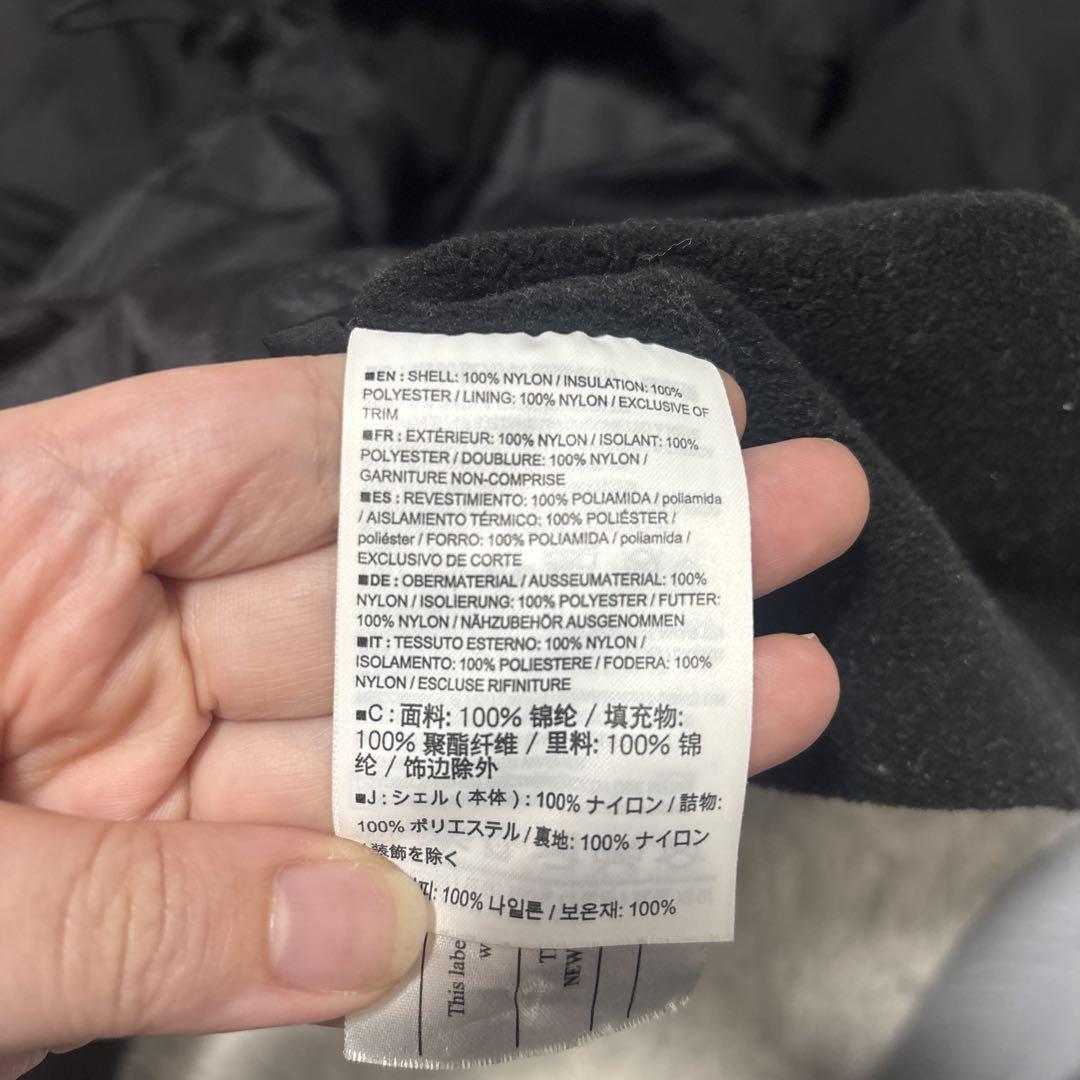 ■EN : SHELL: 100% NYLON / INSULATION: 100%
POLYESTER / LINING: 100% NYLON / EXCLUSIVE OF
TRIM
■FR : EXTÉRIEUR: 100% NYLON / ISOLANT: 100%
POLYESTER / DOUBLURE: 100% NYLON /
GARNITURE NON-COMPRISE
■ES : REVESTIMIENTO: 100% POLIAMIDA / poliamida
/ AISLAMIENTO TÉRMICO: 100% POLIÉSTER /
poliéster / FORRO: 100% POLIAMIDA / poliamida /
EXCLUSIVO DE CORTE
■DE : OBERMATERIAL / AUSSEUMATERIAL: 100%
NYLON / ISOLIERUNG: 100% POLYESTER / FUTTER:
100% NYLON / NÄHZUBEHÖR AUSGENOMMEN
■IT : TESSUTO ESTERNO: 100% NYLON /
ISOLAMENTO: 100% POLIESTERE / FODERA: 100%
NYLON / ESCLUSE RIFINITURE
■C : 面料: 100% 锦纶 / 填充物:
100% 聚酯纤维 / 里料: 100% 锦
纶 / 饰边除外
■J : シェル ( 本体 ) : 100% ナイロン / 詰物:
100% ポリエステル / 裏地: 100% ナイロン
/ 装飾を除く
100% 나일론 / 보온재: 100%
This
NEW